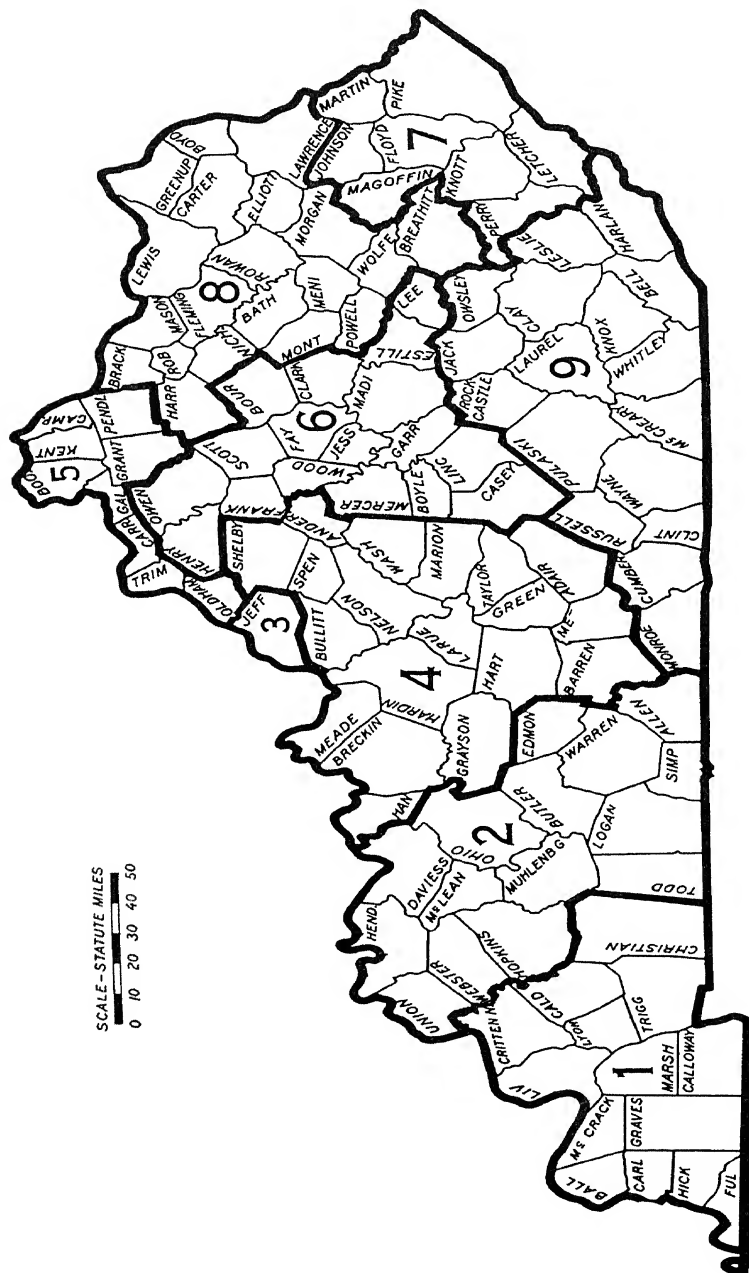 SCALE-STATUTE MILES
0 10 20 30 40 50
BALL
CARL
HICK
FUL
McCRACK
GRAVES
1
MARSH
CALLOWAY
LIV
CRITTEN
LYON
CALD
TRIGG
CHRISTIAN
UNION
WEBSTER
HOPKINS
HEND.
DAVIESS
McLEAN
MUHLENBG
OHIO
2
BUTLER
LOGAN
TODD
HAN
EDMON
WARREN
SIMP
ALLEN
MEADE
BRECKIN
HARDIN
GRAYSON
4
LARUE
HART
BARREN
NELSON
BULLITT
JEFF
3
SPEN
SHELBY
ANDER
WASH
MARION
TAYLOR
GREEN
ADAIR
ME
MONROE
CUMBER
CLINT
RUSSELL
WAYNE
PULASKI
McCREARY
OLDHAM
TRIM
HENRY
CARR
GAL
OWEN
BOO
KENT
CAMP
5
GRANT
PENDL
FRANK
SCOTT
HARR
BOUR
FAY
WOOD
JESS
6
CLARK
MADI
GARR
MERCER
BOYLE
LINC
CASEY
ESTILL
LEE
BRACK
ROB
MASON
FLEMING
NICH
8
LEWIS
ROWAN
BATH
MONT
MENI
POWELL
WOLFE
BREATHITT
MORGAN
ELLIOTT
CARTER
GREENUP
BOYD
LAWRENCE
JOHNSON
MARTIN
MAGOFFIN
FLOYD
7
PIKE
KNOTT
LETCHER
PERRY
LESLIE
HARLAN
BELL
OWSLEY
CLAY
JACK
ROCK
CASTLE
LAUREL
9
KNOX
WHITLEY